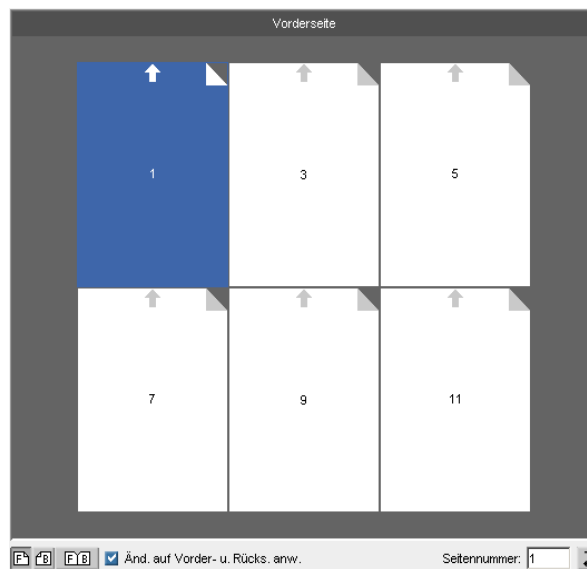 Vorderseite
1 3 5
7 9 11
F B F B Änd. auf Vorder- u. Rücks. anw. Seitennummer: 1